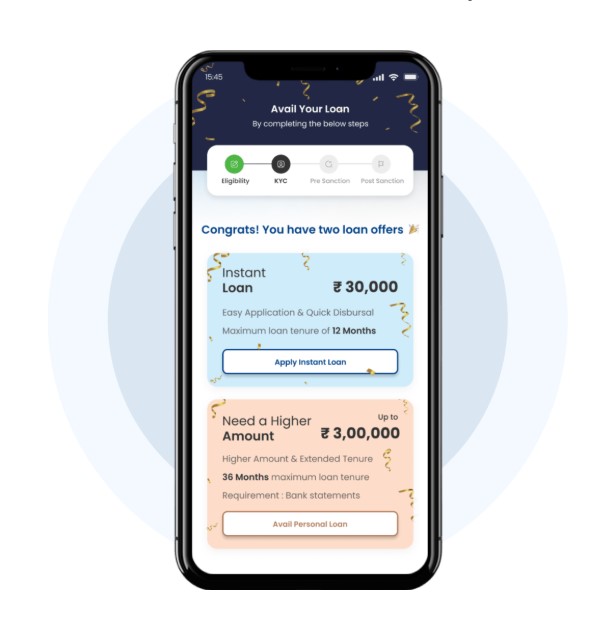 15:45
Avail Your Loan
By completing the below steps
Eligibility KYC Pre Sanction Post Sanction
Congrats! You have two loan offers 🎉
Instant
Loan ₹ 30,000
Easy Application & Quick Disbursal
Maximum loan tenure of 12 Months
Apply Instant Loan
Up to
Need a Higher
Amount ₹ 3,00,000
Higher Amount & Extended Tenure
36 Months maximum loan tenure
Requirement : Bank statements
Avail Personal Loan